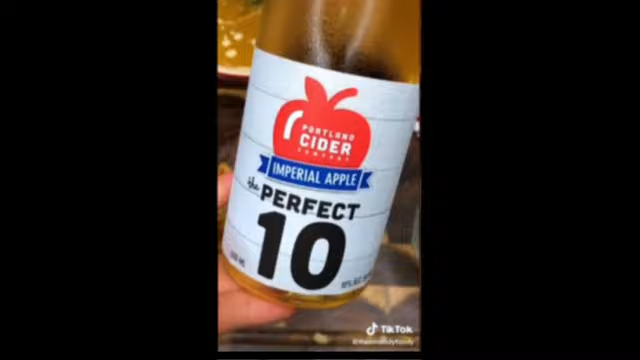 PORTLAND
CIDER
COMPANY
IMPERIAL APPLE
the
PERFECT
10
TikTok